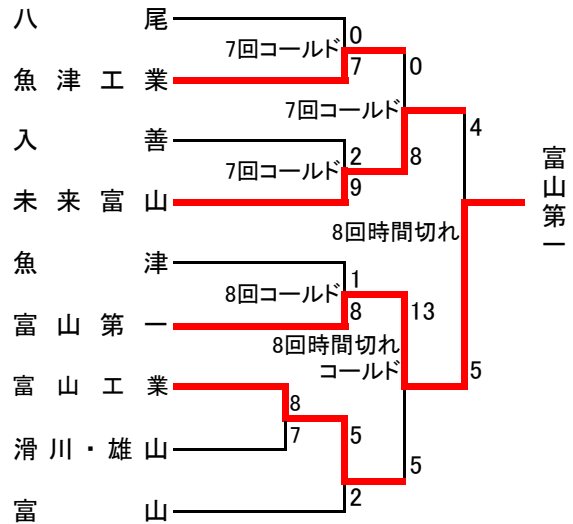 八尾
0
7回コールド
7
魚津工業
0
7回コールド
4
入善
2
8
7回コールド
9
未来富山
富山第一
8回時間切れ
魚津
1
8回コールド
8
13
富山第一
8回時間切れ
コールド
5
富山工業
8
7
5
滑川・雄山
5
2
富山